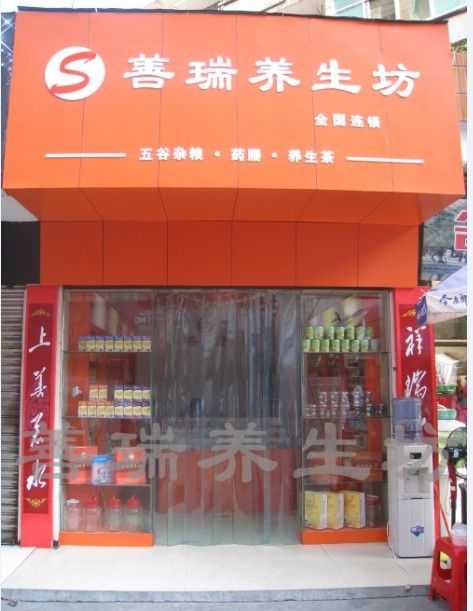 S 善瑞养生坊
全国连锁
五谷杂粮·药膳·养生茶
上善若水
祥瑞
善瑞养生坊